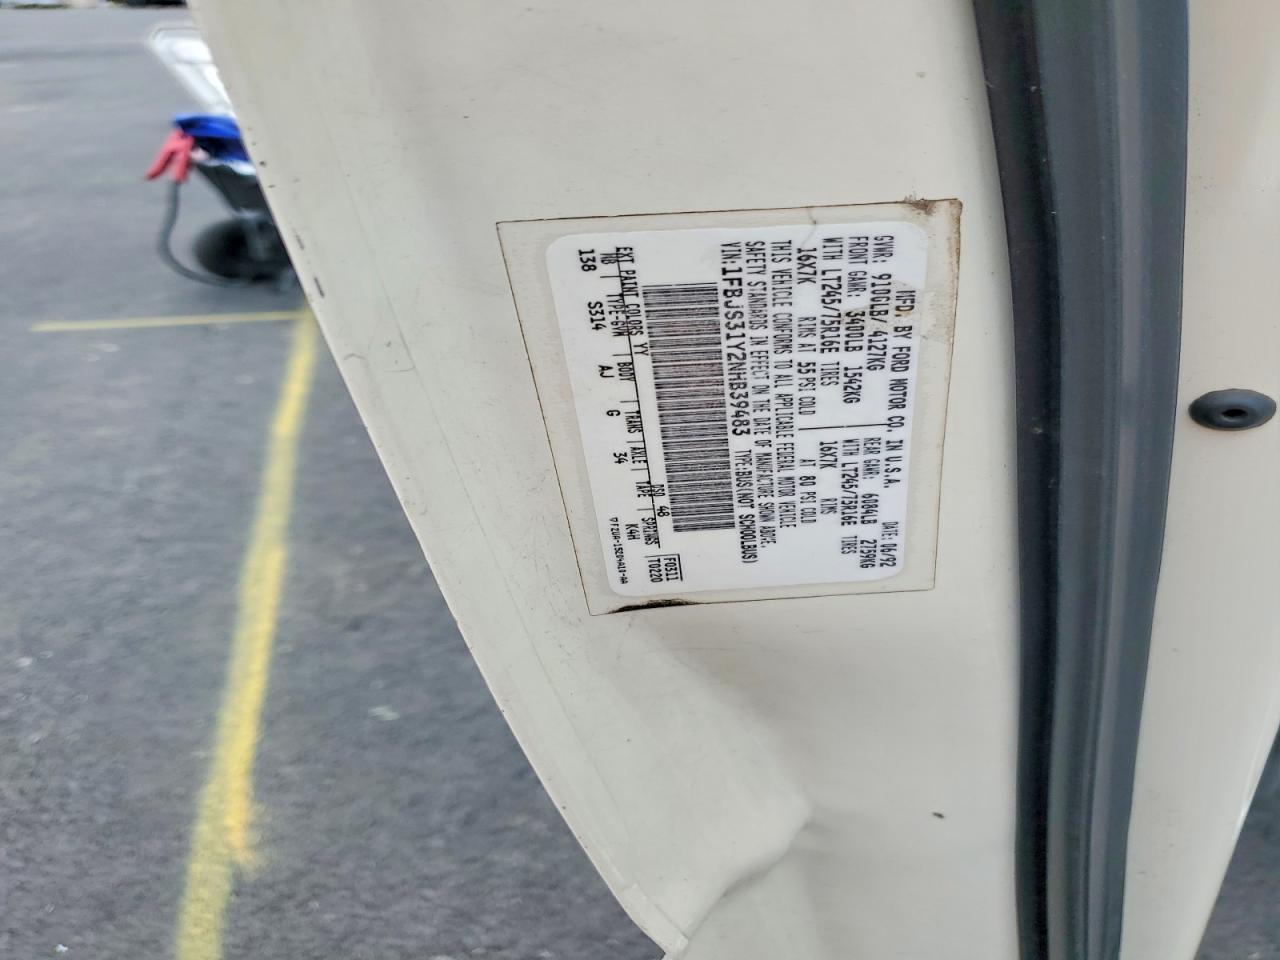 MFD. BY FORD MOTOR CO. IN U.S.A.
DATE: 06/92
GVWR: 9100LB/ 4127KG
FRONT GAWR: 3400LB 1542KG
REAR GAWR: 6084LB 2759KG
WITH LT245/75R16E TIRES
WITH LT245/75R16E TIRES
16X7K RIMS AT 55 PSI COLD
16X7K RIMS AT 80 PSI COLD
THIS VEHICLE CONFORMS TO ALL APPLICABLE FEDERAL MOTOR VEHICLE
SAFETY STANDARDS IN EFFECT ON THE DATE OF MANUFACTURE SHOWN ABOVE.
VIN: 1FBJS31Y2NHB39483
TYPE: BUS(NOT SCHOOLBUS)
F0311
T0220
EXT PAINT COLORS YY DSO 48
WB TYPE-GVW BODY TRANS AXLE TAPE SPRINGS
138 S314 AJ G 34 K4H